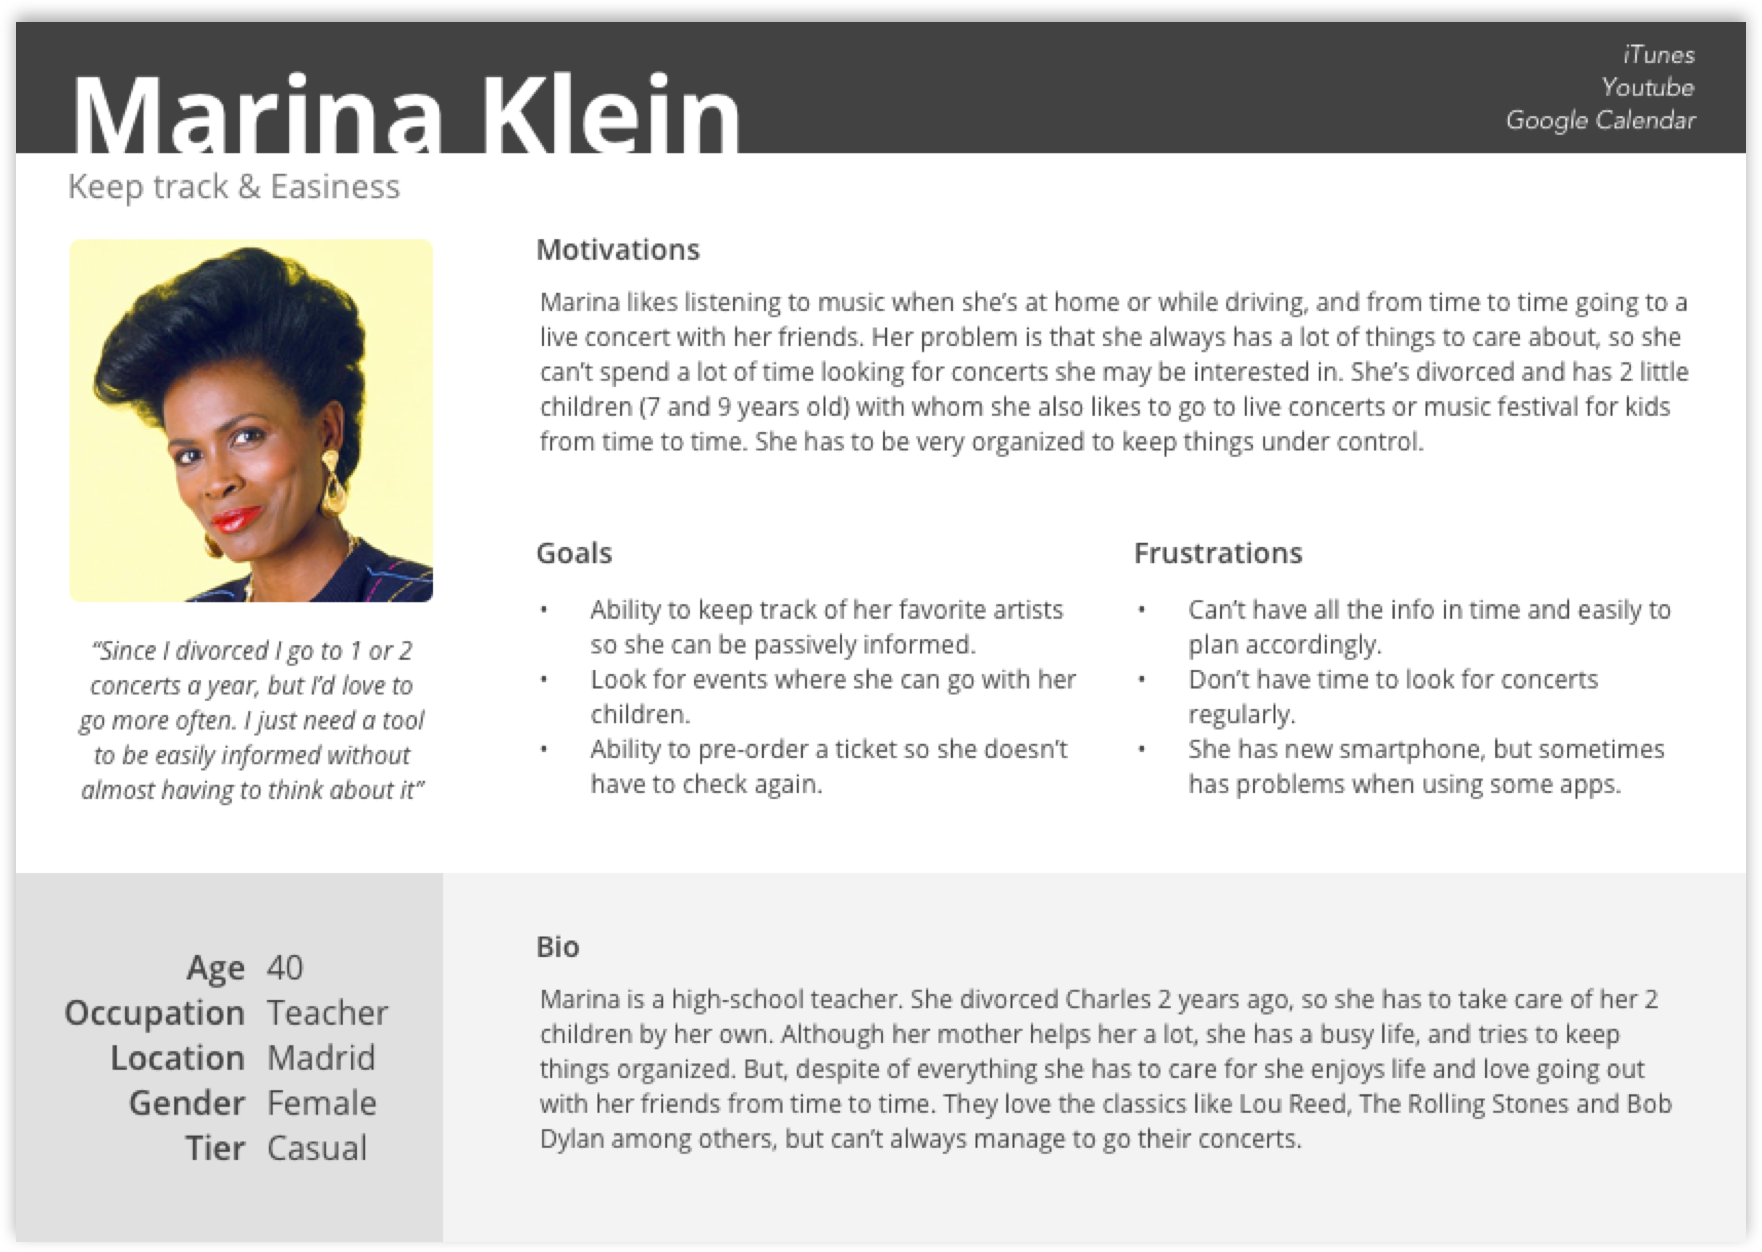 Marina Klein
iTunes
Youtube
Google Calendar
Keep track & Easiness
Motivations
Marina likes listening to music when she’s at home or while driving, and from time to time going to a
live concert with her friends. Her problem is that she always has a lot of things to care about, so she
can’t spend a lot of time looking for concerts she may be interested in. She’s divorced and has 2 little
children (7 and 9 years old) with whom she also likes to go to live concerts or music festival for kids
from time to time. She has to be very organized to keep things under control.
“Since I divorced I go to 1 or 2
concerts a year, but I’d love to
go more often. I just need a tool
to be easily informed without
almost having to think about it”
Goals
• Ability to keep track of her favorite artists
so she can be passively informed.
• Look for events where she can go with her
children.
• Ability to pre-order a ticket so she doesn’t
have to check again.
Frustrations
• Can’t have all the info in time and easily to
plan accordingly.
• Don’t have time to look for concerts
regularly.
• She has new smartphone, but sometimes
has problems when using some apps.
Age 40
Occupation Teacher
Location Madrid
Gender Female
Tier Casual
Bio
Marina is a high-school teacher. She divorced Charles 2 years ago, so she has to take care of her 2
children by her own. Although her mother helps her a lot, she has a busy life, and tries to keep
things organized. But, despite of everything she has to care for she enjoys life and love going out
with her friends from time to time. They love the classics like Lou Reed, The Rolling Stones and Bob
Dylan among others, but can’t always manage to go their concerts.